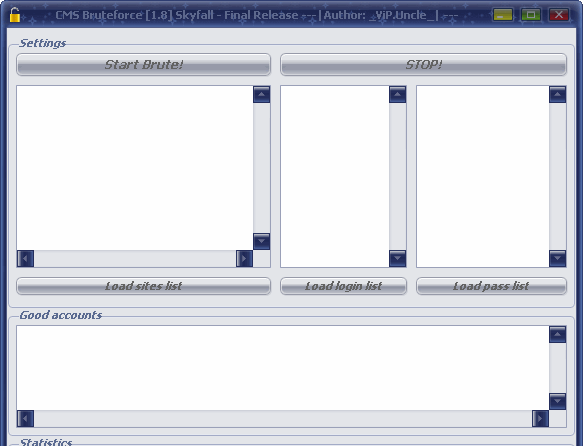 CMS Bruteforce [1.8] Skyfall - Final Release ---|Author: _ViP.Uncle_| ---
Settings
Start Brute!
STOP!
Load sites list
Load login list
Load pass list
Good accounts
Statistics